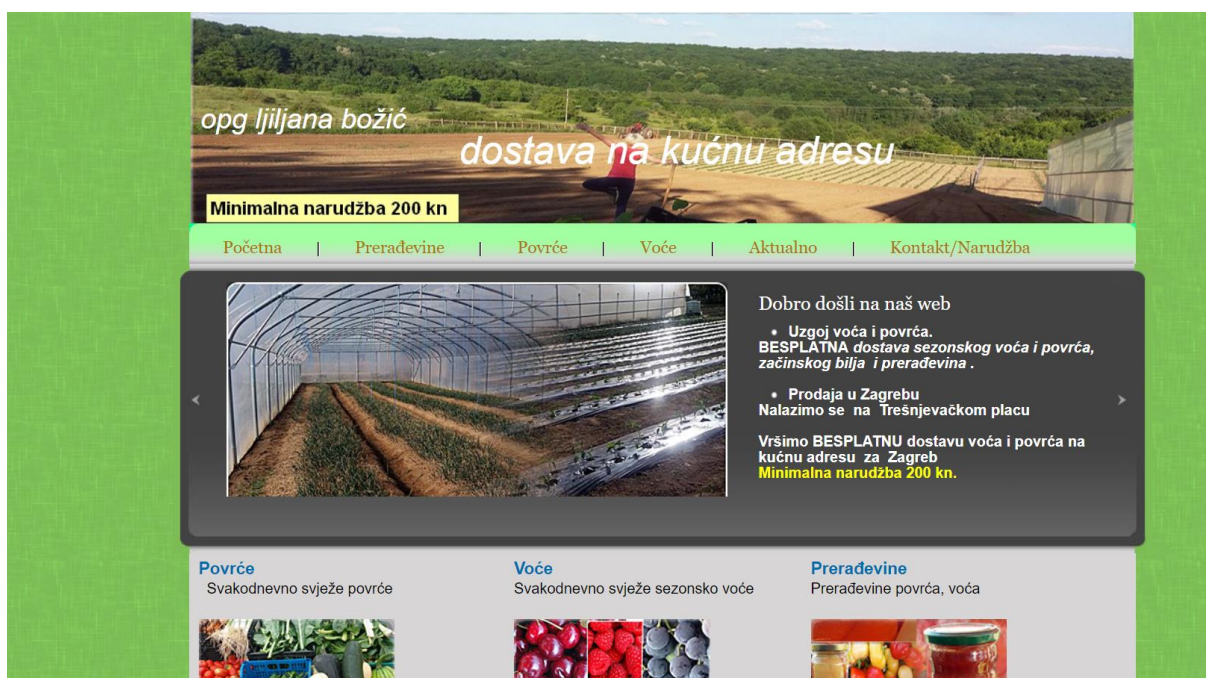 opg ljiljana božić
dostava na kućnu adresu
Minimalna narudžba 200 kn
Početna | Prerađevine | Povrće | Voće | Aktualno | Kontakt/Narudžba
Dobro došli na naš web
• Uzgoj voća i povrća.
BESPLATNA dostava sezonskog voća i povrća,
začinskog bilja i prerađevina .
• Prodaja u Zagrebu
Nalazimo se na Trešnjevačkom placu
Vršimo BESPLATNU dostavu voća i povrća na
kućnu adresu za Zagreb
Minimalna narudžba 200 kn.
Povrće
Svakodnevno svježe povrće
Voće
Svakodnevno svježe sezonsko voće
Prerađevine
Prerađevine povrća, voća